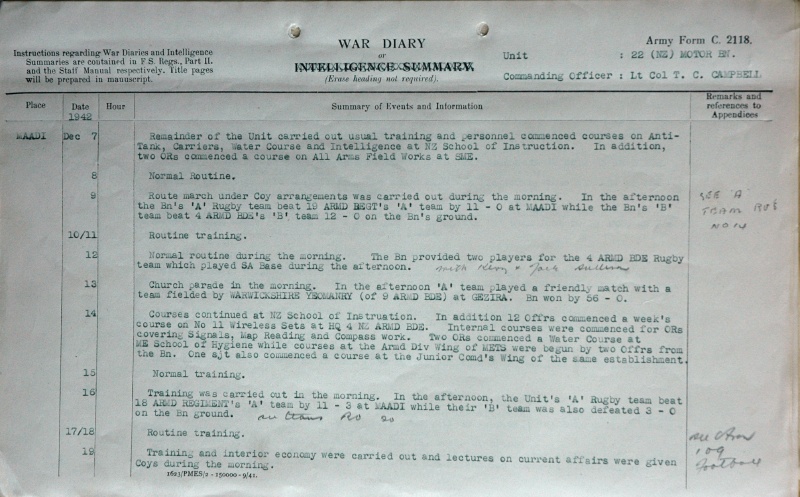 Instructions regarding War Diaries and Intelligence
Summaries are contained in F.S. Regs., Part II.
and the Staff Manual respectively. Title pages
will be prepared in manuscript.
WAR DIARY
or
INTELLIGENCE SUMMARY.
(Erase heading not required).
Army Form C. 2118.
Unit : 22 (NZ) MOTOR BN.
Commanding Officer : Lt Col T. C. CAMPBELL
Place Date Hour Summary of Events and Information Remarks and references to Appendices
1942
MAADI Dec 7 Remainder of the Unit carried out usual training and personnel commenced courses on Anti-
Tank, Carriers, Water Course and Intelligence at NZ School of Instruction. In addition,
two ORs commenced a course on All Arms Field Works at SME.
8 Normal Routine.
9 Route march under Coy arrangements was carried out during the morning. In the afternoon
the Bn's 'A' Rugby team beat 19 ARMD REGT's 'A' team by 11 - 0 at MAADI while the Bn's 'B'
team beat 4 ARMD BDE's 'B' team 12 - 0 on the Bn's ground.
SEE 'A'
TEAM RO's
NO 14
10/11 Routine training.
12 Normal routine during the morning. The Bn provided two players for the 4 ARMD BDE Rugby
team which played SA Base during the afternoon.
13 Church parade in the morning. In the afternoon 'A' team played a friendly match with a
team fielded by WARWICKSHIRE YEOMANRY (of 9 ARMD BDE) at GEZIRA. Bn won by 56 - 0.
14 Courses continued at NZ School of Instruation. In addition 12 Offrs commenced a week's
course on No 11 Wireless Sets at HQ 4 NZ ARMD BDE. Internal courses were commenced for ORs
covering Signals, Map Reading and Compass work. Two ORs commenced a Water Course at
ME School of Hygiene while courses at the Armd Div Wing of METS were begun by two Offrs from
the Bn. One sjt also commenced a course at the Junior Comd's Wing of the same establishment.
15 Normal training.
16 Training was carried out in the morning. In the afternoon, the Unit's 'A' Rugby team beat
18 ARMD REGIMENT's 'A' team by 11 - 3 at MAADI while their 'B' team was also defeated 3 - 0
on the Bn ground.
17/18 Routine training.
19 Training and interior economy were carried out and lectures on current affairs were given
Coys during the morning.
109
football
1623/PMES/2 - 150000 - 9/41.